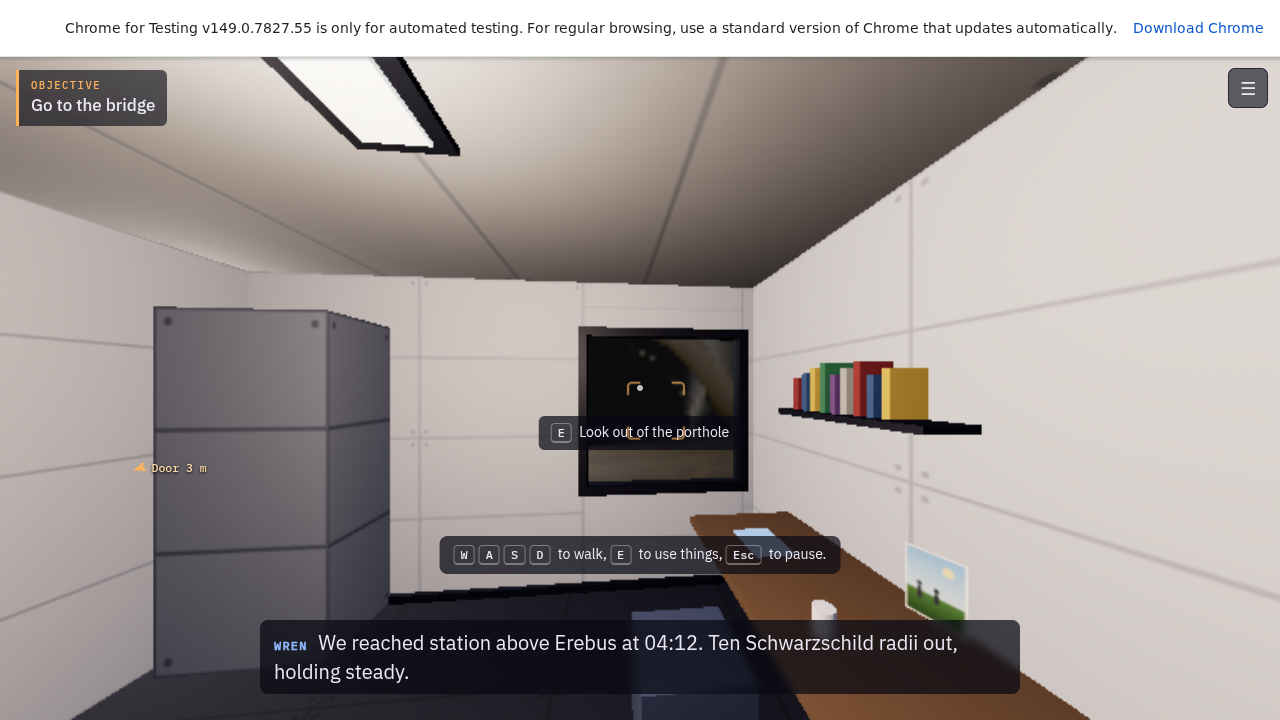 Chrome for Testing v149.0.7827.55 is only for automated testing. For regular browsing, use a standard version of Chrome that updates automatically. Download Chrome
OBJECTIVE
Go to the bridge
E Look out of the porthole
Door 3 m
W A S D to walk, E to use things, Esc to pause.
WREN We reached station above Erebus at 04:12. Ten Schwarzschild radii out,
holding steady.